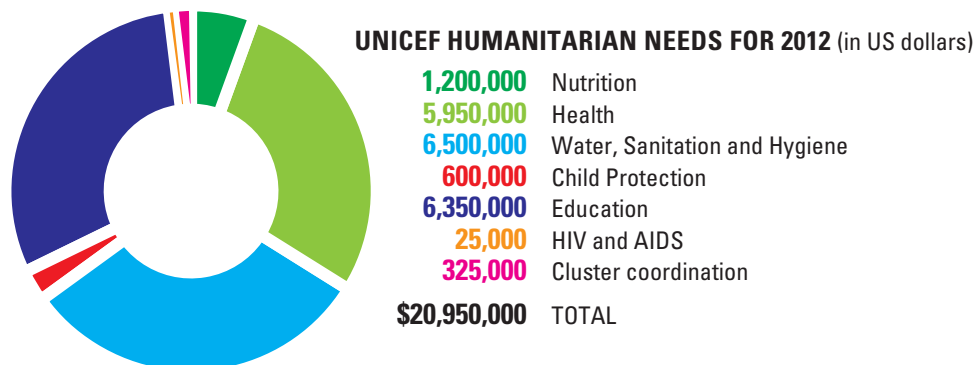 UNICEF HUMANITARIAN NEEDS FOR 2012 (in US dollars)
1,200,000 Nutrition
5,950,000 Health
6,500,000 Water, Sanitation and Hygiene
600,000 Child Protection
6,350,000 Education
25,000 HIV and AIDS
325,000 Cluster coordination
$20,950,000 TOTAL